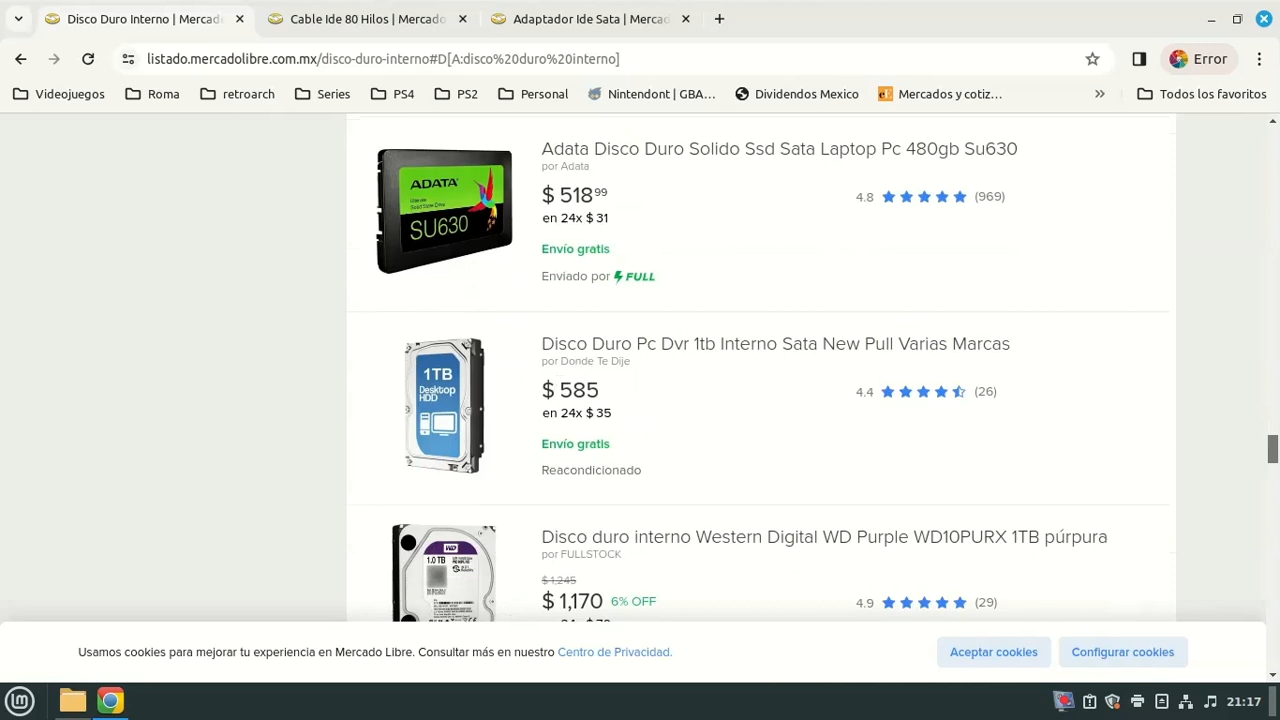 Disco Duro Interno | Mercad
Cable Ide 80 Hilos | Mercado
Adaptador Ide Sata | Merca
listado.mercadolibre.com.mx/disco-duro-interno#D[A:disco%20duro%20interno]
Error
Videojuegos
Roma
retroarch
Series
PS4
PS2
Personal
Nintendont | GBA...
Dividendos Mexico
Mercados y cotiz...
Todos los favoritos
Adata Disco Duro Solido Ssd Sata Laptop Pc 480gb Su630
por Adata
ADATA
SU630
$ 518 99
4.8 (969)
en 24x $ 31
Envío gratis
Enviado por FULL
Disco Duro Pc Dvr 1tb Interno Sata New Pull Varias Marcas
por Donde Te Dije
1TB
Desktop
HDD
$ 585
4.4 (26)
en 24x $ 35
Envío gratis
Reacondicionado
Disco duro interno Western Digital WD Purple WD10PURX 1TB púrpura
por FULLSTOCK
WD
1.0 TB
$ 1,245
$ 1,170 6% OFF
4.9 (29)
Usamos cookies para mejorar tu experiencia en Mercado Libre. Consultar más en nuestro Centro de Privacidad.
Aceptar cookies
Configurar cookies
21:17